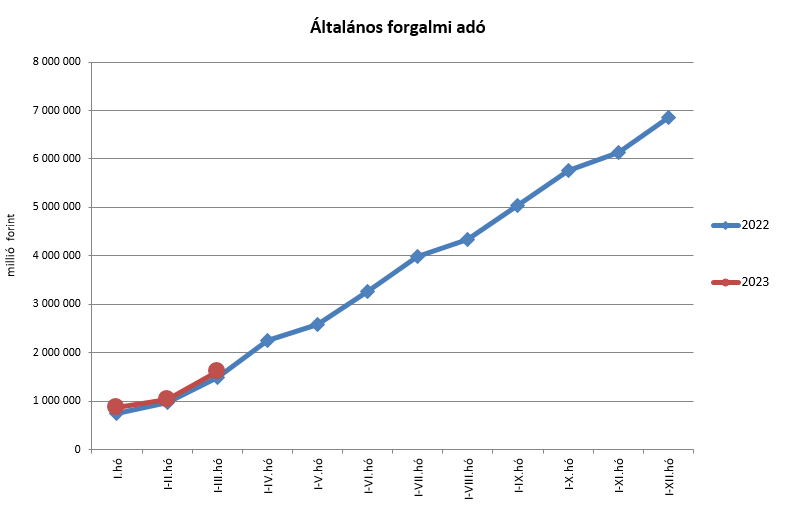 Általános forgalmi adó
8 000 000
7 000 000
6 000 000
5 000 000
4 000 000
3 000 000
2 000 000
1 000 000
0
millió forint
I.hó
I-II.hó
I-III.hó
I-IV.hó
I-V.hó
I-VI.hó
I-VII.hó
I-VIII.hó
I-IX.hó
I-X.hó
I-XI.hó
I-XII.hó
2022
2023